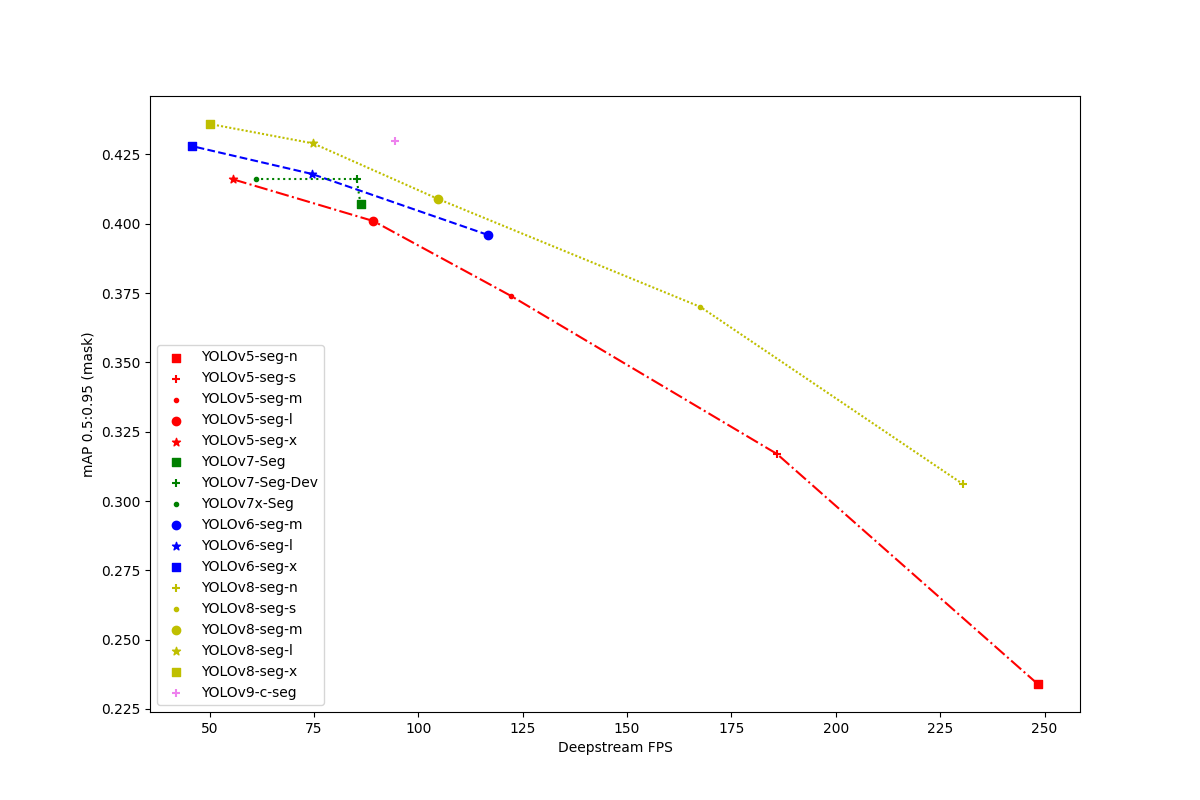 0.425
0.400
0.375
0.350
0.325
0.300
0.275
0.250
0.225
mAP 0.5:0.95 (mask)
YOLOv5-seg-n
YOLOv5-seg-s
YOLOv5-seg-m
YOLOv5-seg-l
YOLOv5-seg-x
YOLOv7-Seg
YOLOv7-Seg-Dev
YOLOv7x-Seg
YOLOv6-seg-m
YOLOv6-seg-l
YOLOv6-seg-x
YOLOv8-seg-n
YOLOv8-seg-s
YOLOv8-seg-m
YOLOv8-seg-l
YOLOv8-seg-x
YOLOv9-c-seg
50 75 100 125 150 175 200 225 250
Deepstream FPS